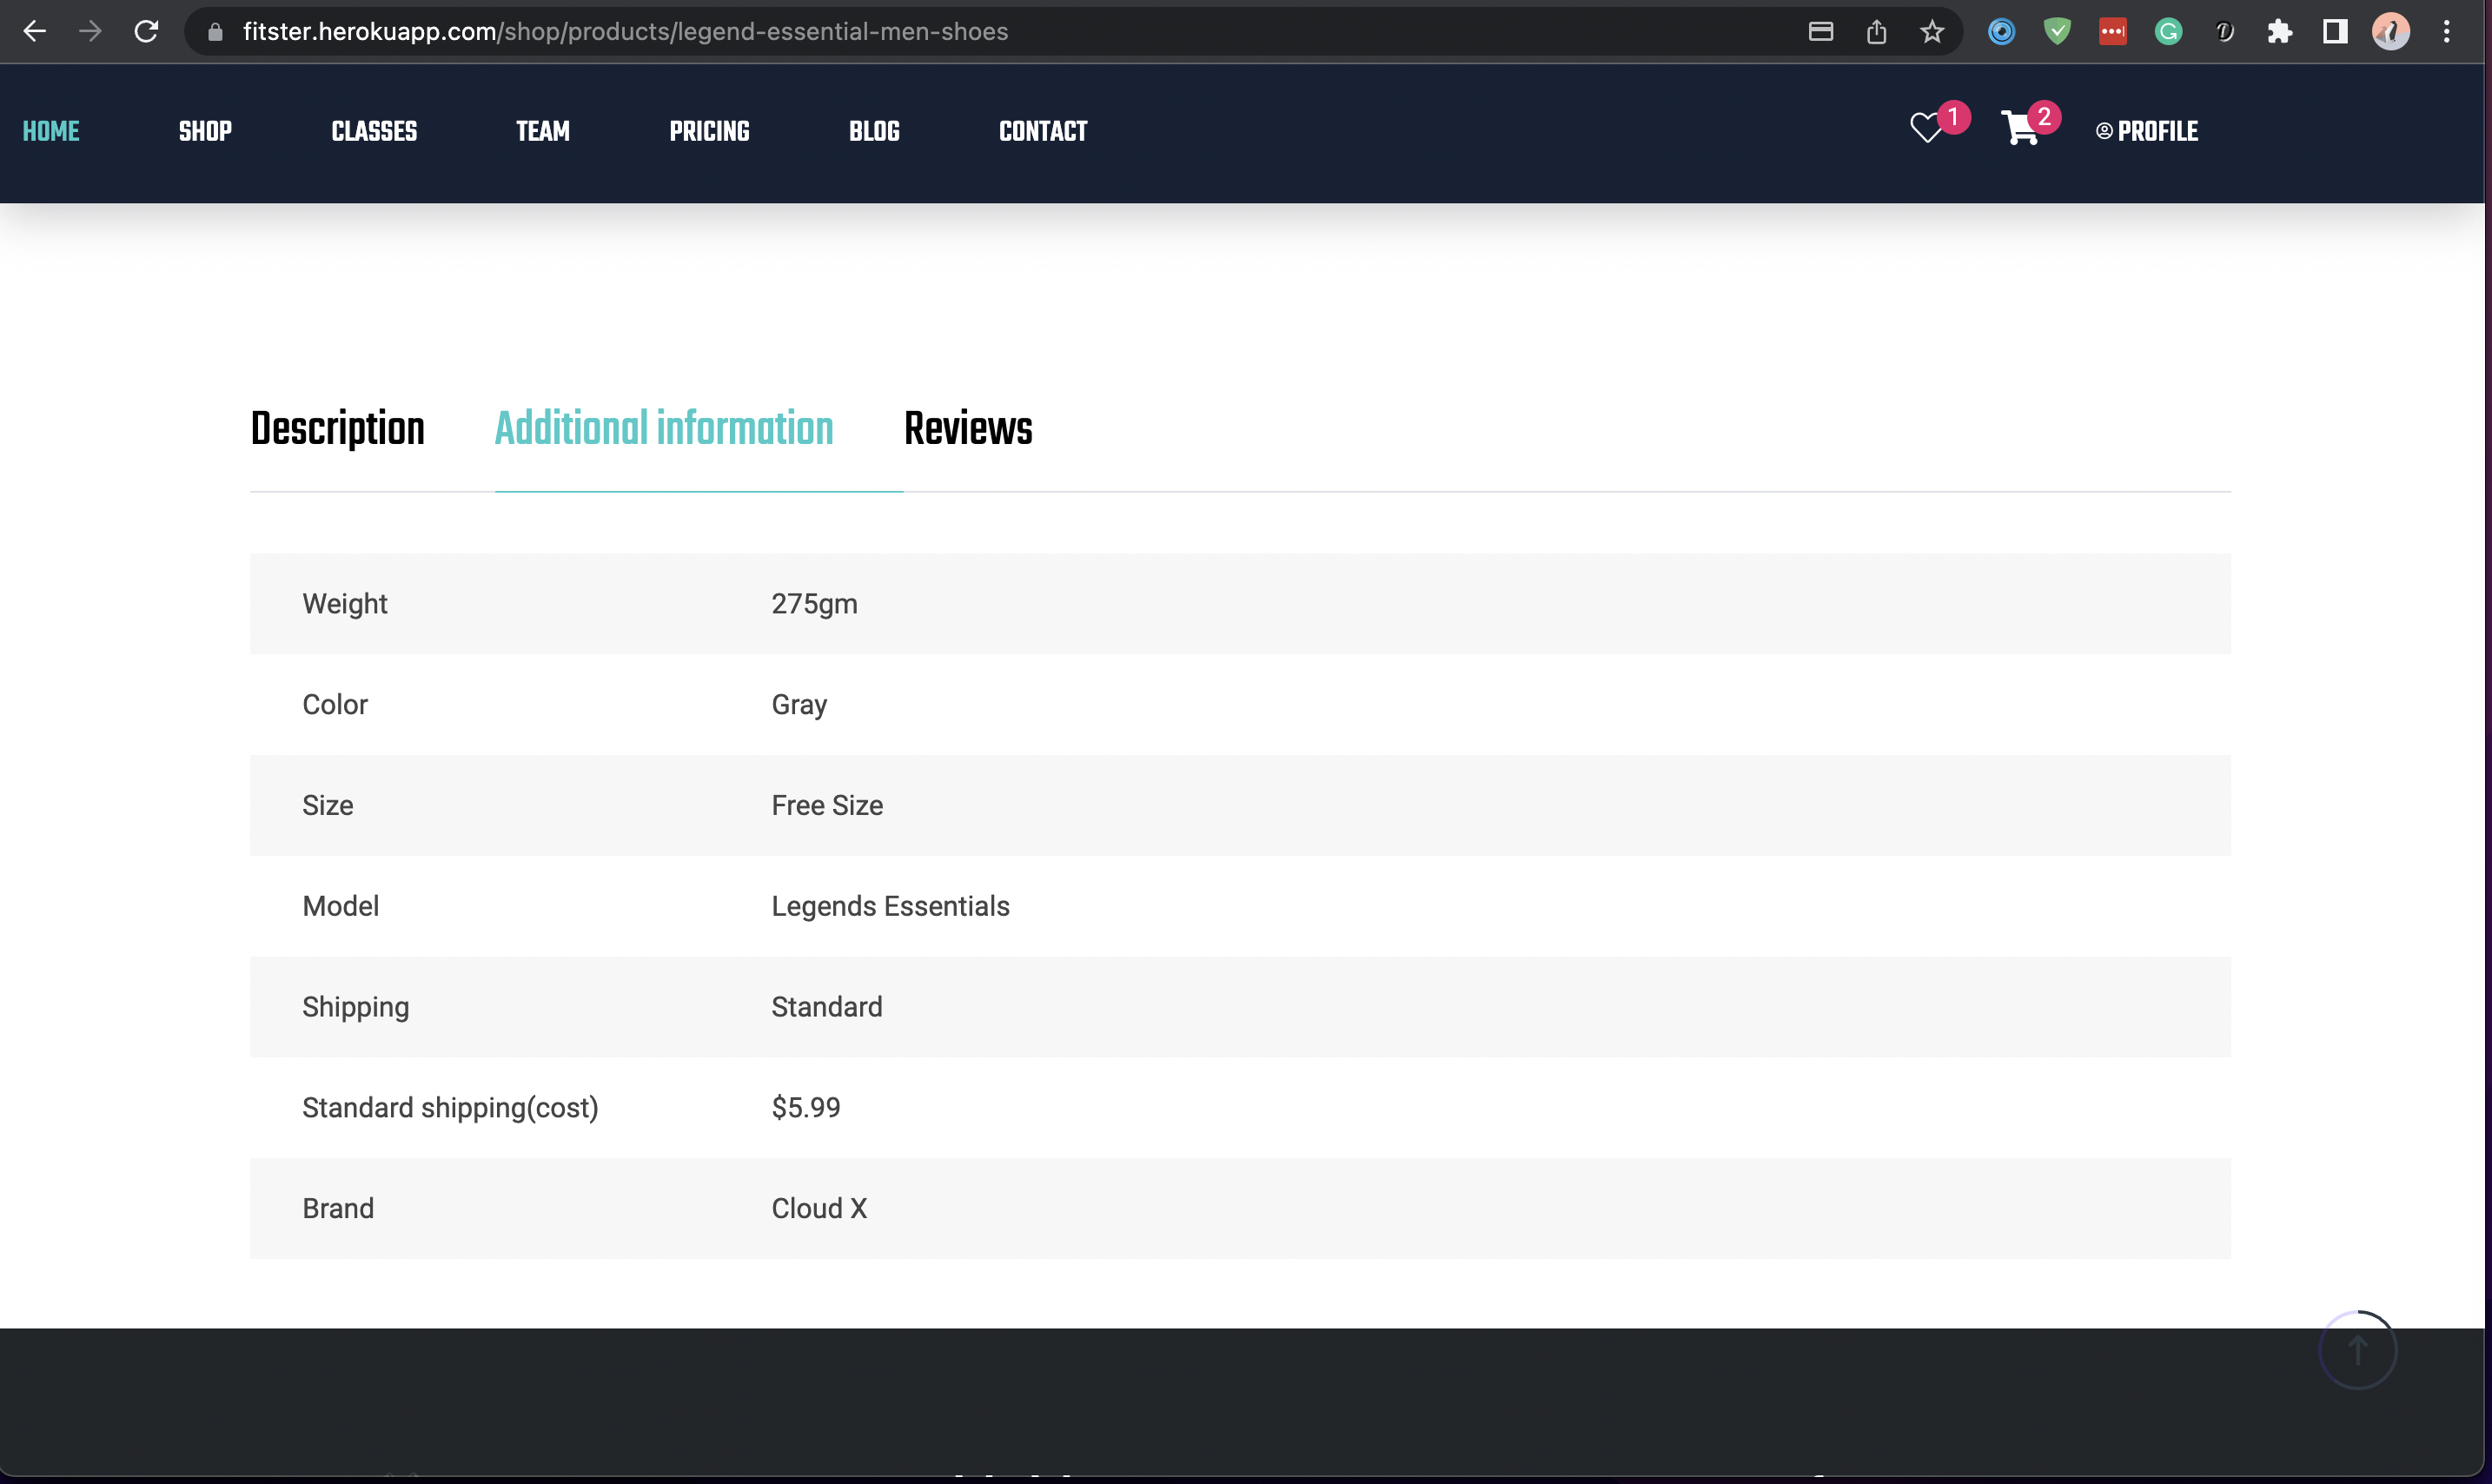 fitster.herokuapp.com/shop/products/legend-essential-men-shoes
HOME SHOP CLASSES TEAM PRICING BLOG CONTACT 1 2 PROFILE
Description Additional information Reviews
Weight 275gm
Color Gray
Size Free Size
Model Legends Essentials
Shipping Standard
Standard shipping(cost) $5.99
Brand Cloud X